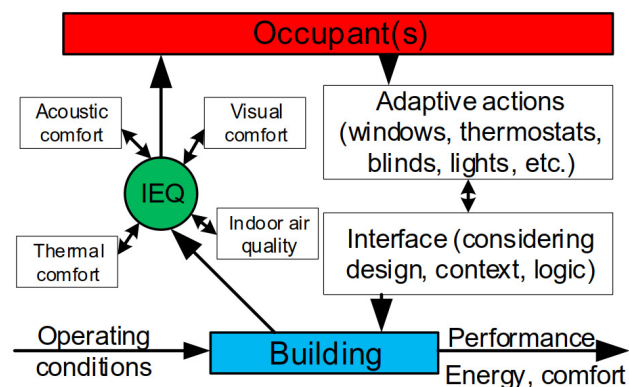 Occupant(s)
Acoustic
comfort
Visual
comfort
IEQ
Thermal
comfort
Indoor air
quality
Adaptive actions
(windows, thermostats,
blinds, lights, etc.)
Interface (considering
design, context, logic)
Operating
conditions
Building
Performance
Energy, comfort